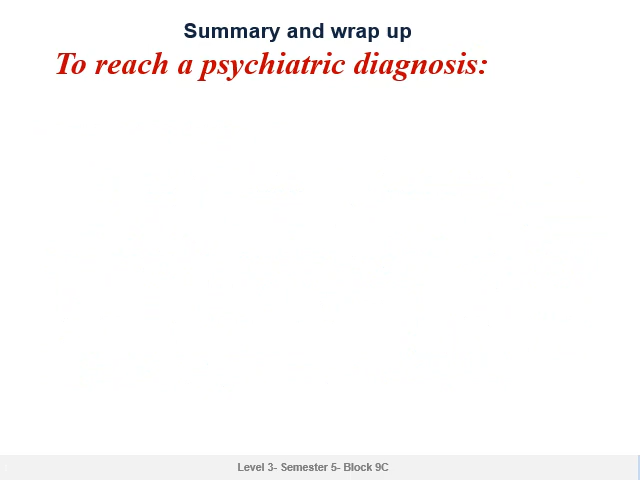 Summary and wrap up
To reach a psychiatric diagnosis:
Level 3- Semester 5- Block 9C